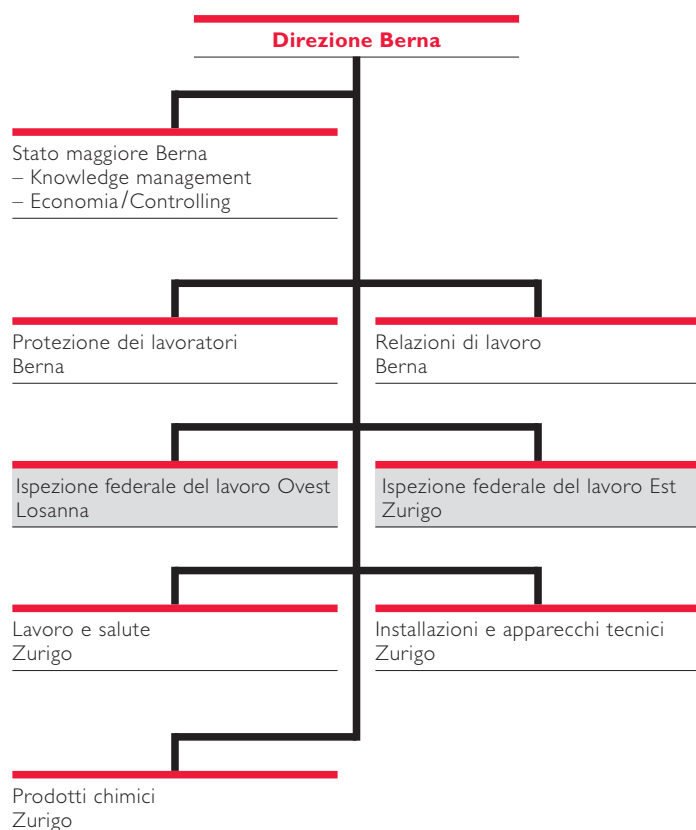 Direzione Berna
Stato maggiore Berna
– Knowledge management
– Economia/Controlling
Protezione dei lavoratori
Berna
Relazioni di lavoro
Berna
Ispezione federale del lavoro Ovest
Losanna
Ispezione federale del lavoro Est
Zurigo
Lavoro e salute
Zurigo
Installazioni e apparecchi tecnici
Zurigo
Prodotti chimici
Zurigo